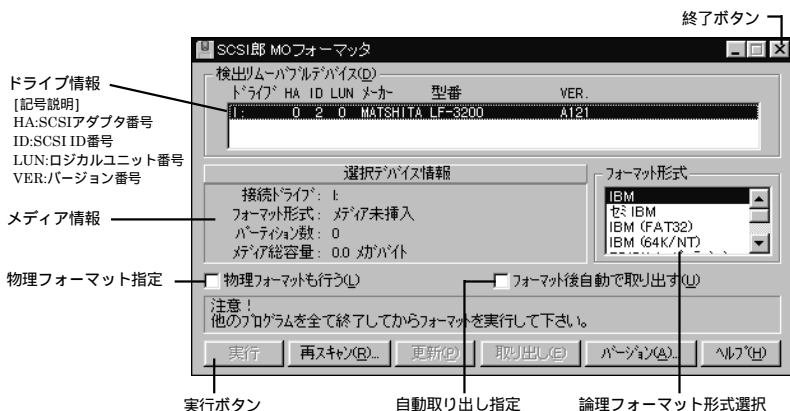 終了ボタン
SCSI郎 MOフォーマッタ
検出リムーバブルデバイス(D)
ドライブ HA ID LUN メーカー 型番 VER.
I: 0 2 0 MATSHITA LF-3200 A121
ドライブ情報
[記号説明]
HA:SCSIアダプタ番号
ID:SCSI ID番号
LUN:ロジカルユニット番号
VER:バージョン番号
選択デバイス情報
接続ドライブ: I:
フォーマット形式: メディア未挿入
パーティション数: 0
メディア総容量: 0.0 メガバイト
メディア情報
フォーマット形式
IBM
セミ IBM
IBM (FAT32)
IBM (64K/NT)
物理フォーマット指定
物理フォーマットも行う(L)
フォーマット後自動で取り出す(U)
注意!
他のプログラムを全て終了してからフォーマットを実行して下さい。
実行 再スキャン(R)... 更新(P) 取り出し(E) バージョン(A)... ヘルプ(H)
実行ボタン
自動取り出し指定
論理フォーマット形式選択